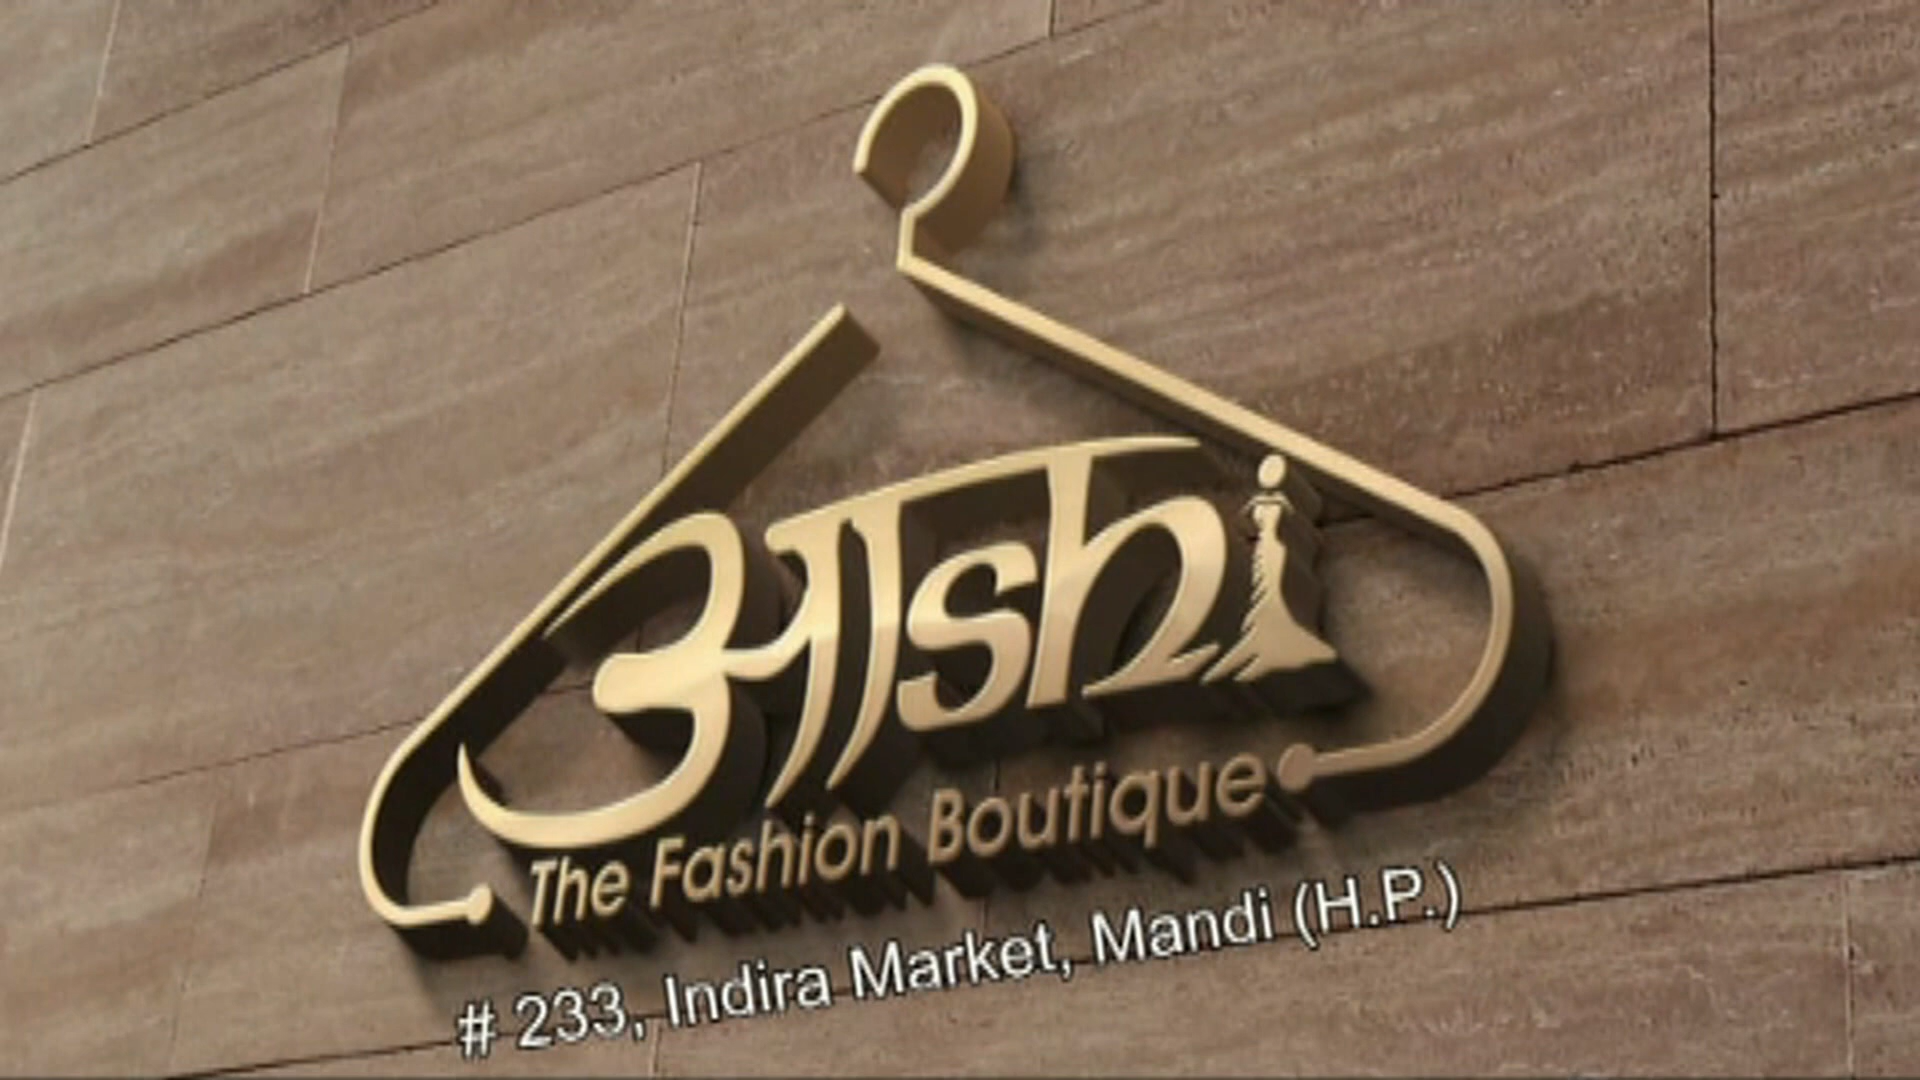 आshi
The Fashion Boutique
# 233, Indira Market, Mandi (H.P.)